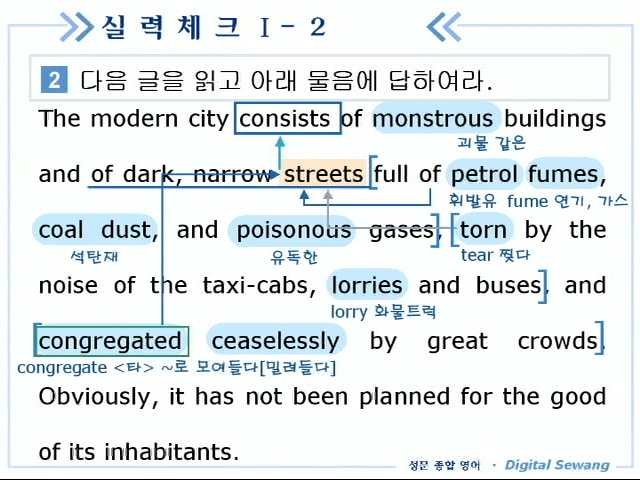 실력체크 I - 2
2 다음 글을 읽고 아래 물음에 답하여라.
The modern city consists of monstrous buildings
괴물 같은
and of dark, narrow streets [full of petrol fumes,
휘발유 fume 연기, 가스
coal dust, and poisonous gases], [torn by the
석탄재 유독한 tear 찢다
noise of the taxi-cabs, lorries and buses], and
lorry 화물트럭
[congregated ceaselessly by great crowds].
congregate <타> ~로 모여들다[밀려들다]
Obviously, it has not been planned for the good
of its inhabitants.
정문 종합 영어 · Digital Sewang